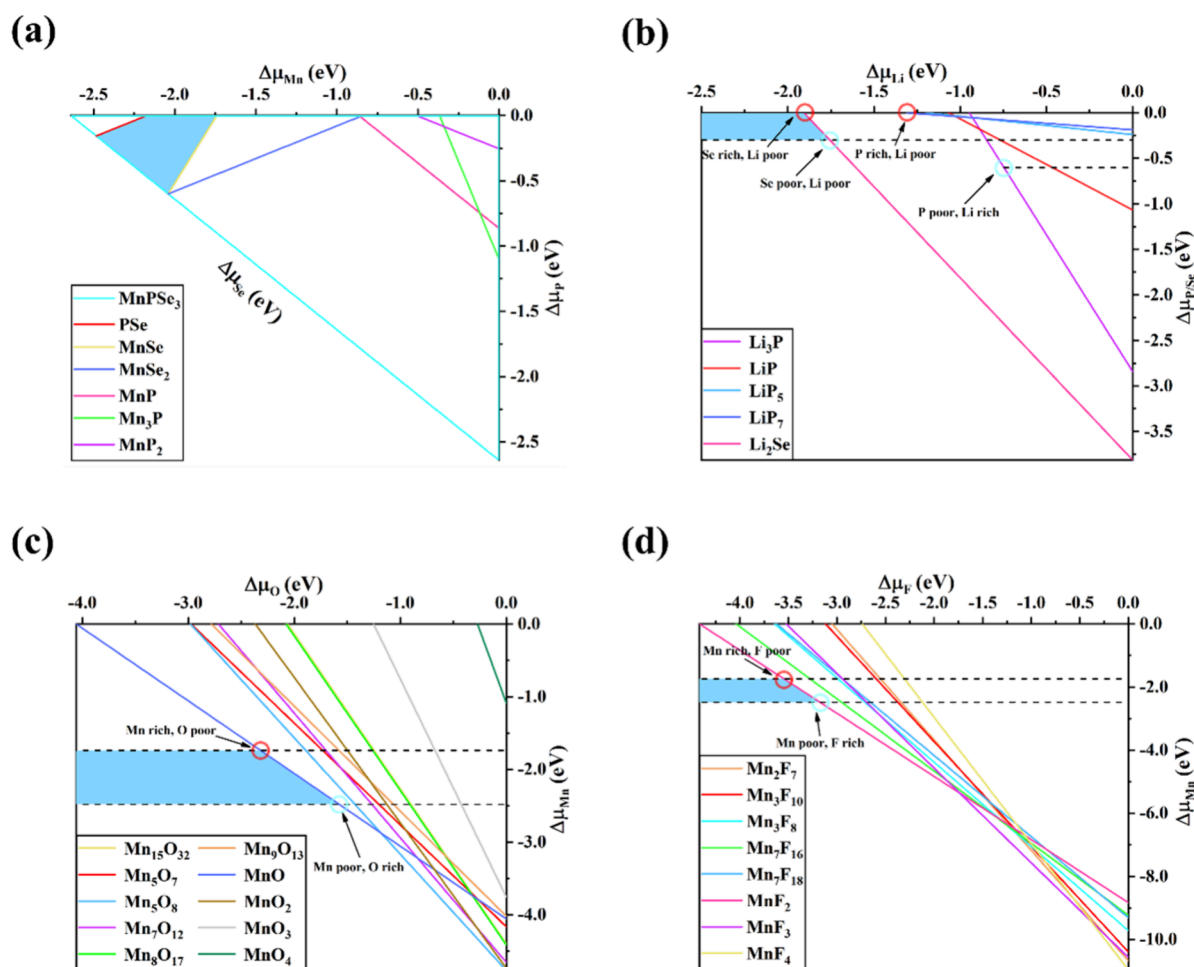 (a)
Δμ_Mn (eV)
-2.5 -2.0 -1.5 -1.0 -0.5 0.0
0.0
-0.5
-1.0
-1.5
-2.0
-2.5
Δμ_P (eV)
Δμ_Se (eV)
MnPSe₃
PSe
MnSe
MnSe₂
MnP
Mn₃P
MnP₂
(b)
Δμ_Li (eV)
-2.5 -2.0 -1.5 -1.0 -0.5 0.0
0.0
-0.5
-1.0
-1.5
-2.0
-2.5
-3.0
-3.5
Δμ_P/Se (eV)
Se rich, Li poor
P rich, Li poor
Se poor, Li poor
P poor, Li rich
Li₃P
LiP
LiP₅
LiP₇
Li₂Se
(c)
Δμ_O (eV)
-4.0 -3.0 -2.0 -1.0 0.0
0.0
-1.0
-2.0
-3.0
-4.0
Δμ_Mn (eV)
Mn rich, O poor
Mn poor, O rich
Mn₁₅O₃₂ Mn₉O₁₃
Mn₅O₇ MnO
Mn₅O₈ MnO₂
Mn₇O₁₂ MnO₃
Mn₈O₁₇ MnO₄
(d)
Δμ_F (eV)
-4.0 -3.5 -3.0 -2.5 -2.0 -1.5 -1.0 -0.5 0.0
0.0
-2.0
-4.0
-6.0
-8.0
-10.0
Δμ_Mn (eV)
Mn rich, F poor
Mn poor, F rich
Mn₂F₇
Mn₃F₁₀
Mn₃F₈
Mn₇F₁₆
Mn₇F₁₈
MnF₂
MnF₃
MnF₄